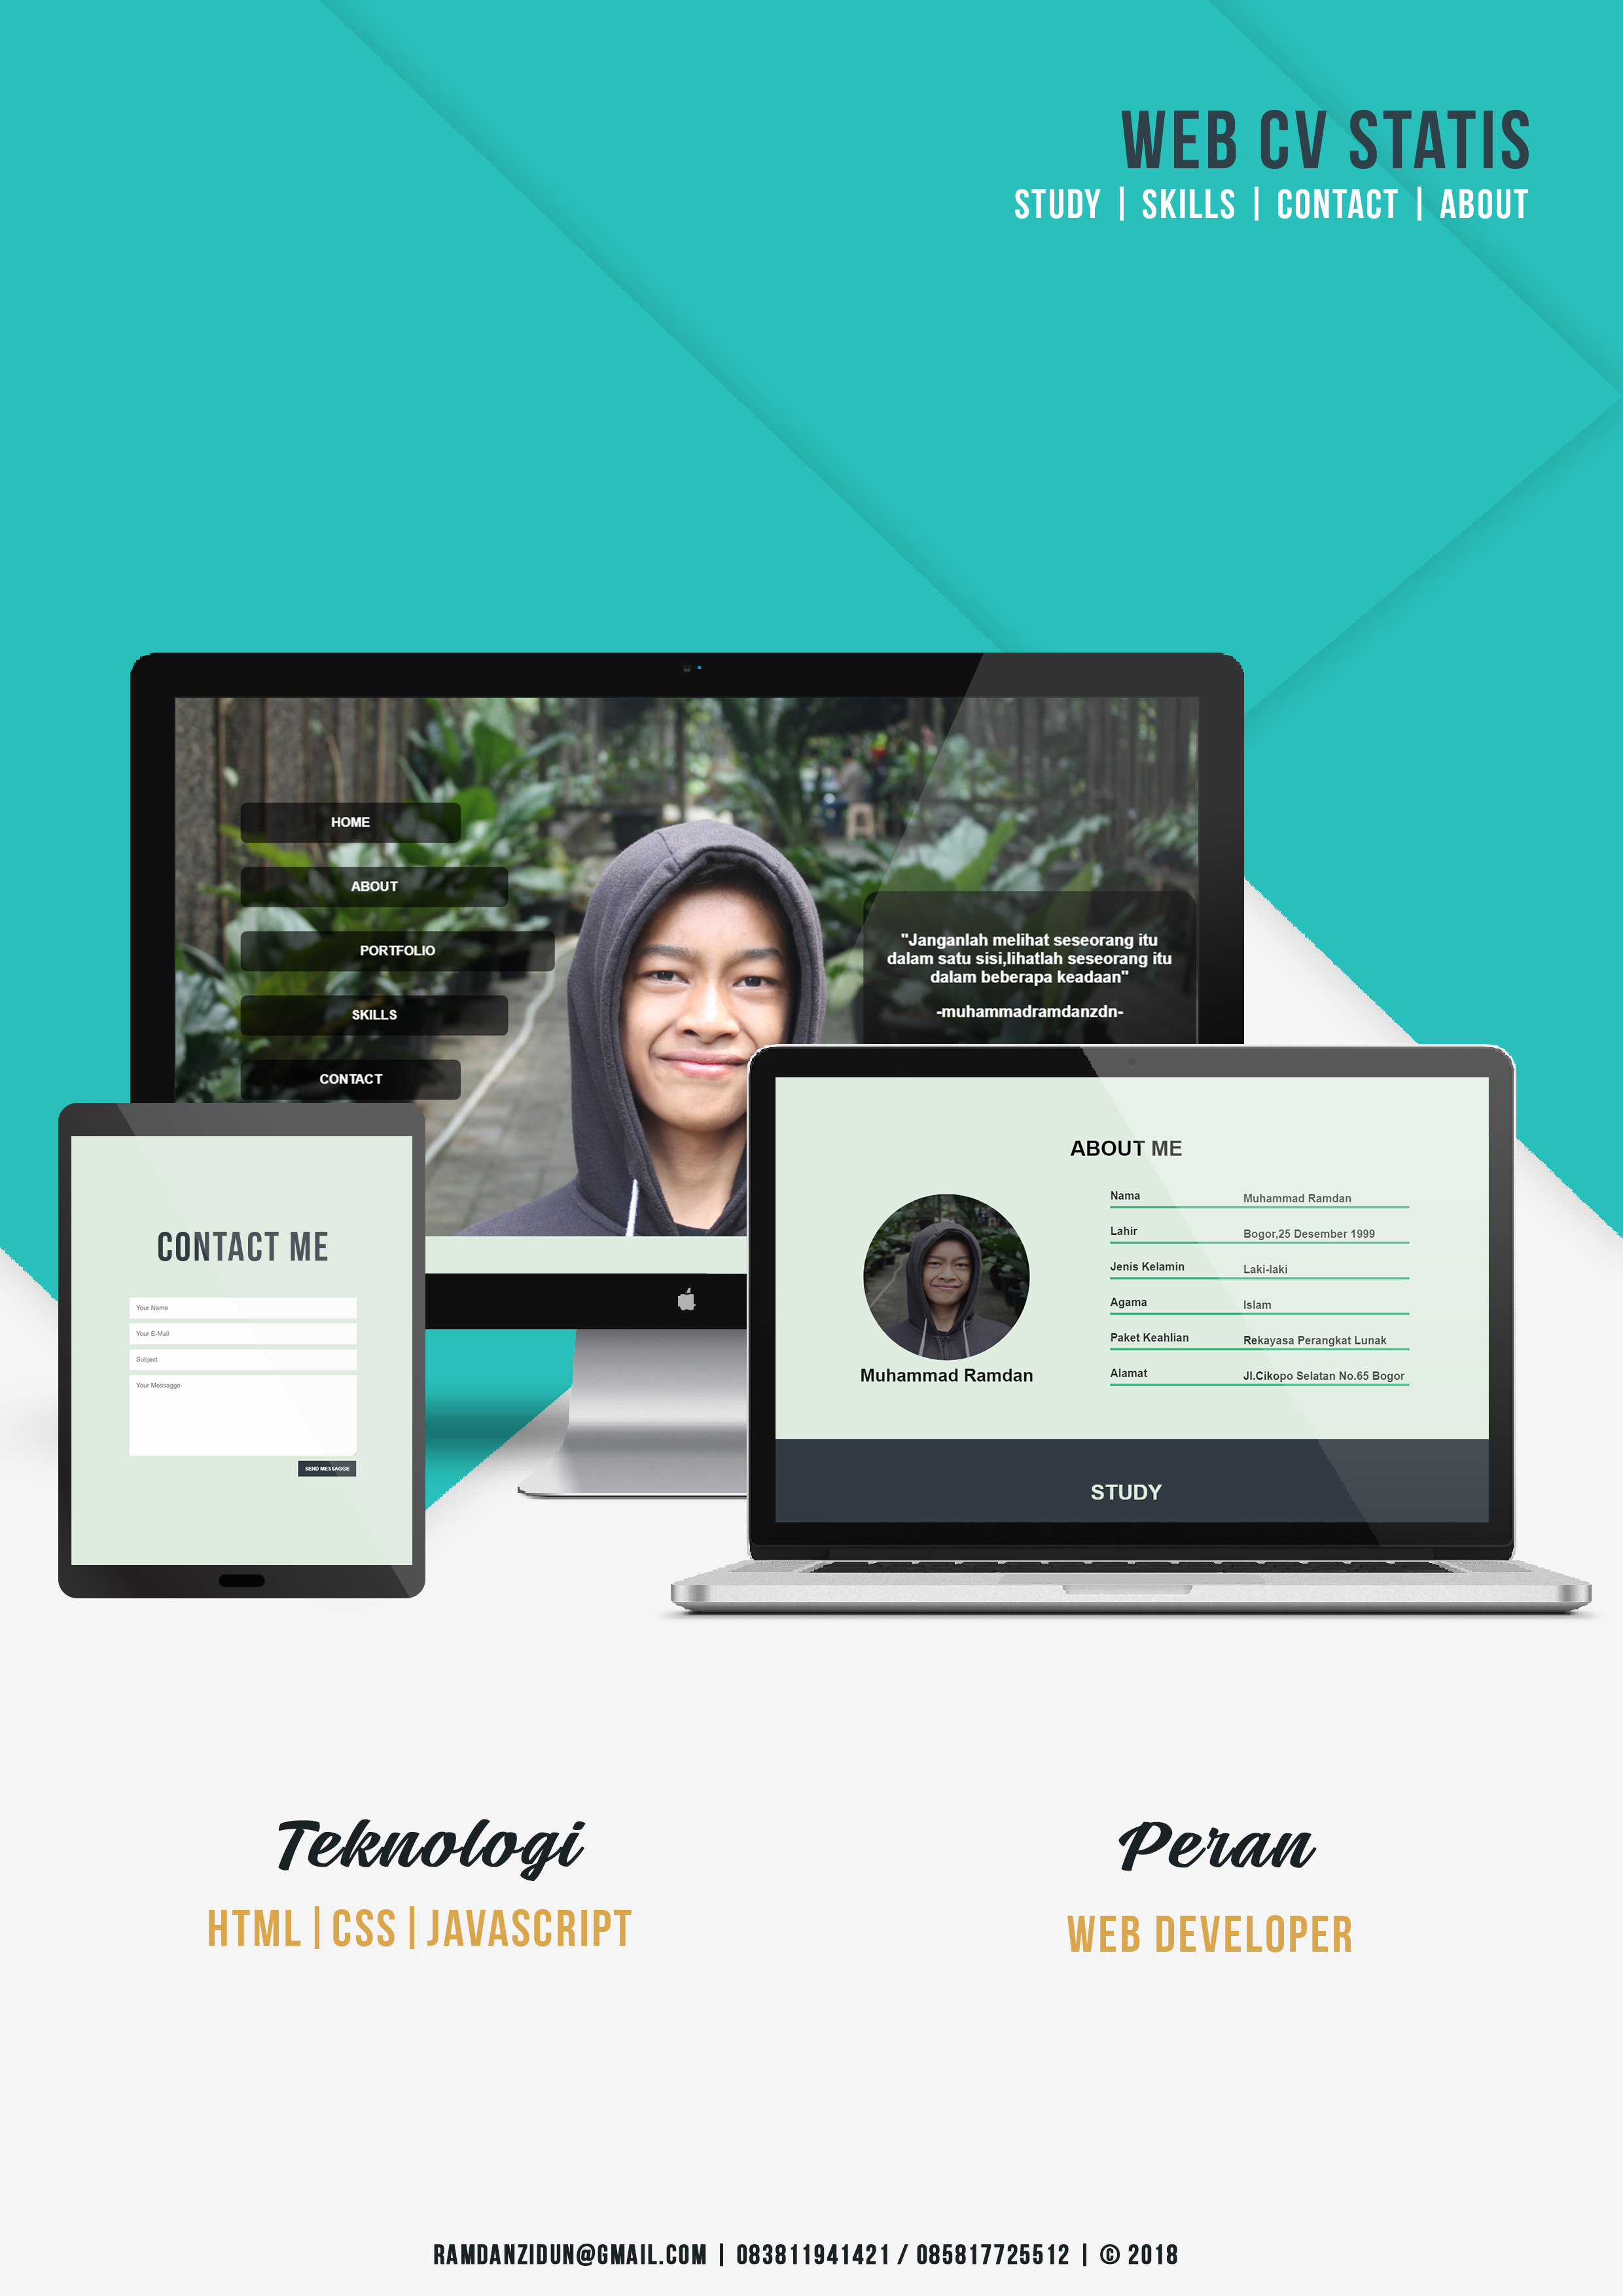 WEB CV STATIS
STUDY | SKILLS | CONTACT | ABOUT
HOME
ABOUT
PORTFOLIO
SKILLS
CONTACT
"Janganlah melihat seseorang itu
dalam satu sisi,lihatlah seseorang itu
dalam beberapa keadaan"
-muhammadramdanzdn-
CONTACT ME
Your Name
Your E-Mail
Subject
Your Messagge
SEND MESSAGGE
ABOUT ME
Muhammad Ramdan
Nama Muhammad Ramdan
Lahir Bogor,25 Desember 1999
Jenis Kelamin Laki-laki
Agama Islam
Paket Keahlian Rekayasa Perangkat Lunak
Alamat Jl.Cikopo Selatan No.65 Bogor
STUDY
Teknologi
HTML | CSS | JAVASCRIPT
Peran
WEB DEVELOPER
RAMDANZIDUN@GMAIL.COM | 083811941421 / 085817725512 | © 2018